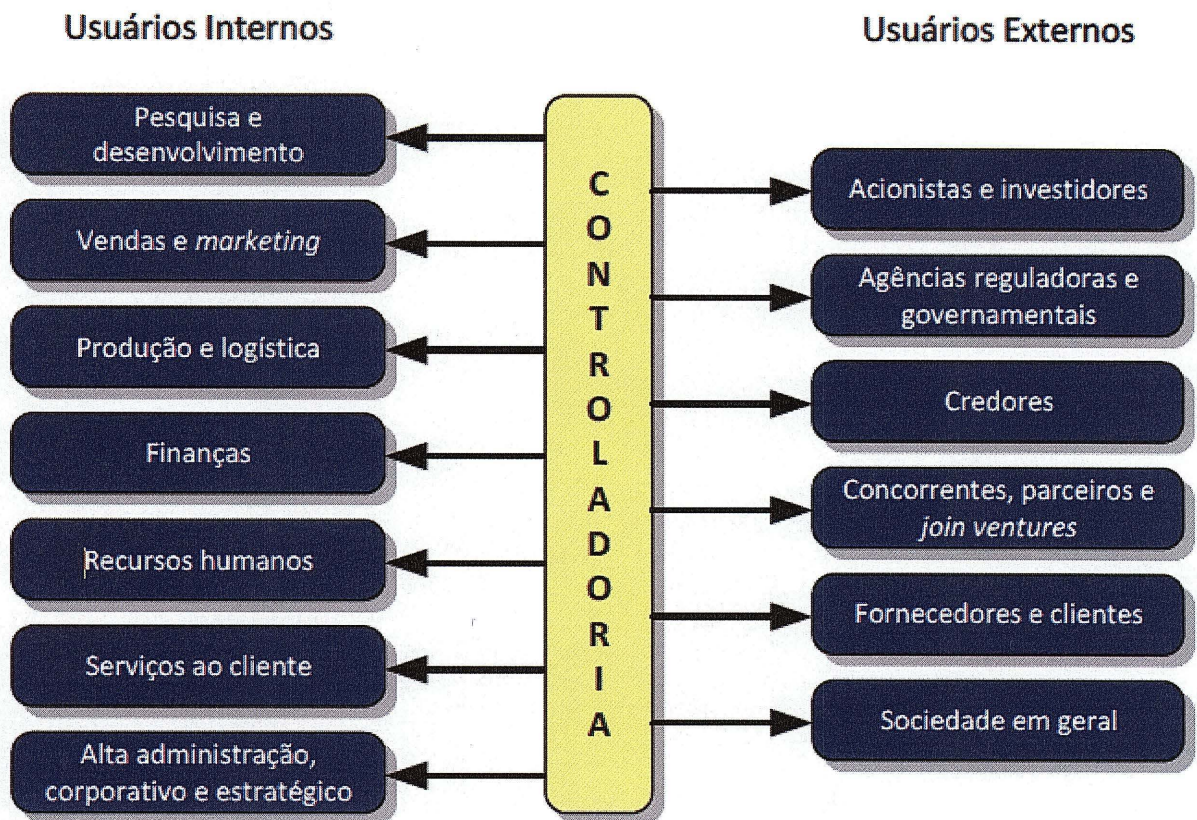 Usuários Internos
Pesquisa e
desenvolvimento
Vendas e marketing
Produção e logística
Finanças
Recursos humanos
Serviços ao cliente
Alta administração,
corporativo e estratégico
CONTROLADORIA
Usuários Externos
Acionistas e investidores
Agências reguladoras e
governamentais
Credores
Concorrentes, parceiros e
join ventures
Fornecedores e clientes
Sociedade em geral